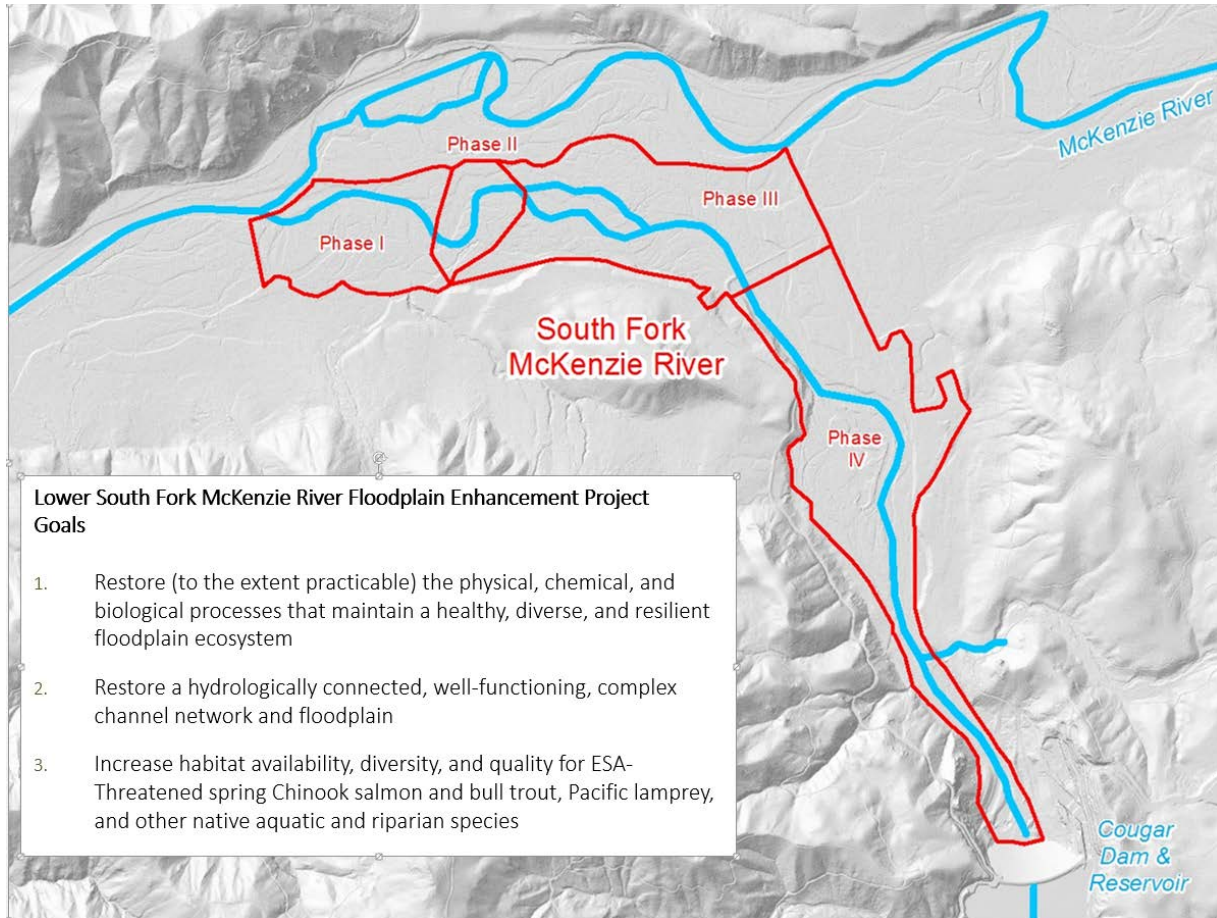 McKenzie River
Phase II
Phase III
Phase I
South Fork
McKenzie River
Phase
IV
Lower South Fork McKenzie River Floodplain Enhancement Project
Goals
1. Restore (to the extent practicable) the physical, chemical, and
biological processes that maintain a healthy, diverse, and resilient
floodplain ecosystem
2. Restore a hydrologically connected, well-functioning, complex
channel network and floodplain
3. Increase habitat availability, diversity, and quality for ESA-
Threatened spring Chinook salmon and bull trout, Pacific lamprey,
and other native aquatic and riparian species
Cougar
Dam &
Reservoir